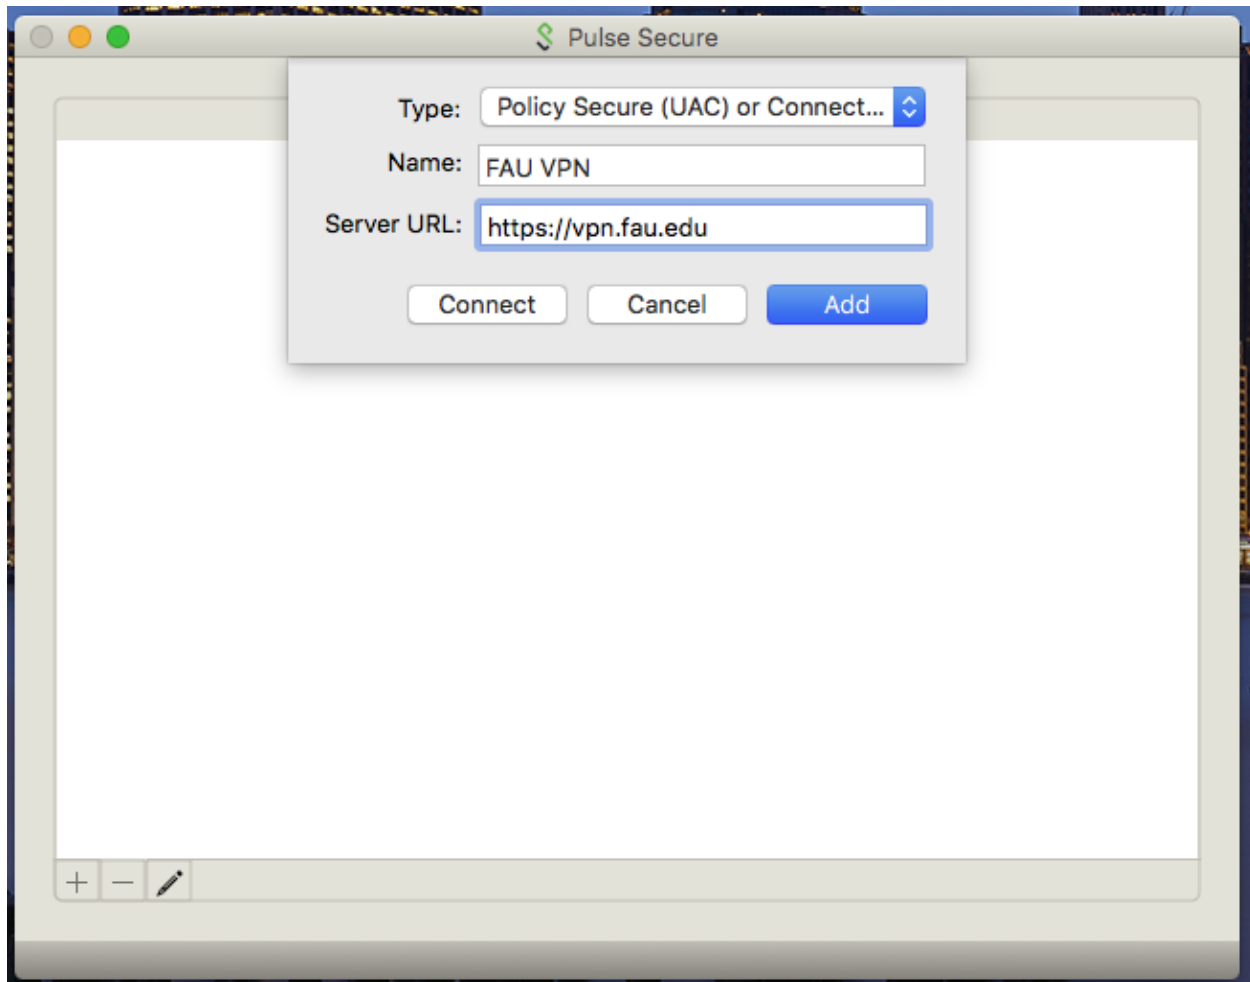 Pulse Secure
Type: Policy Secure (UAC) or Connect...
Name: FAU VPN
Server URL: https://vpn.fau.edu
Connect Cancel Add